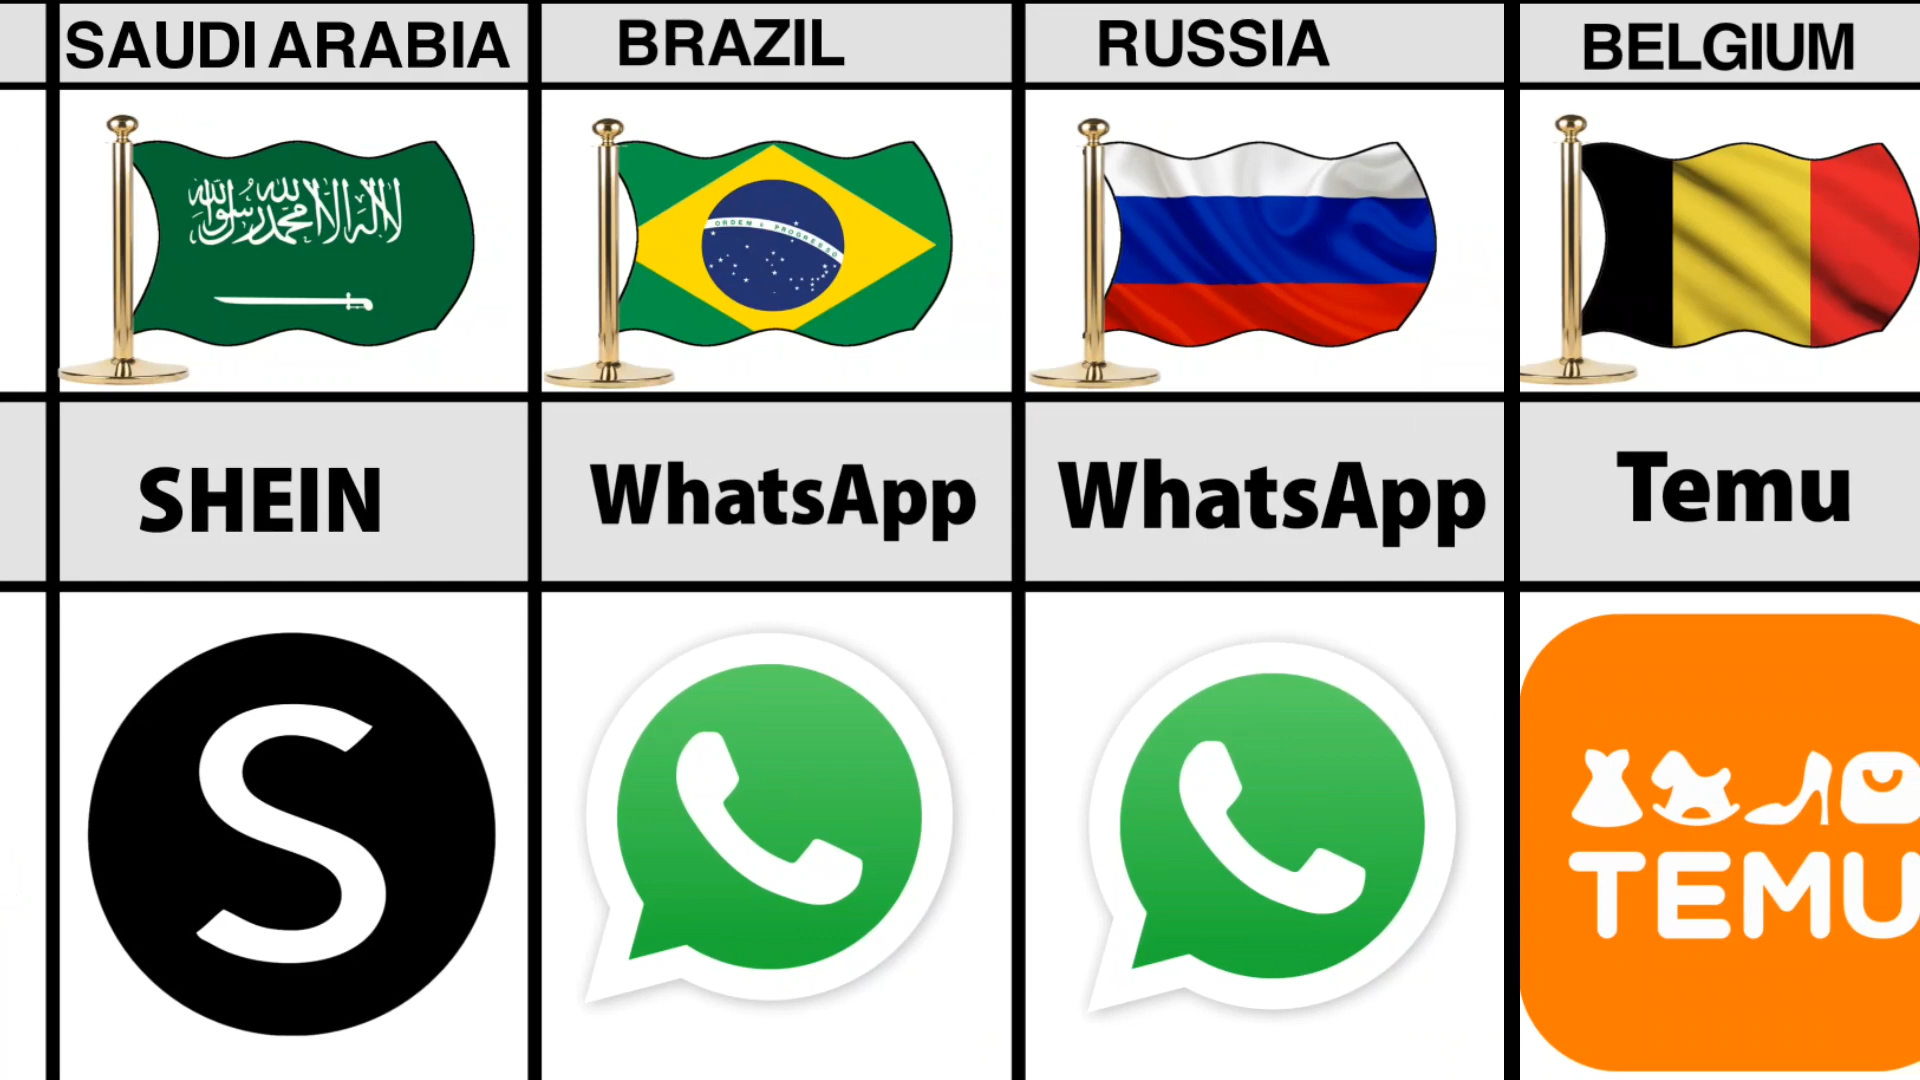 SAUDI ARABIA
BRAZIL
RUSSIA
BELGIUM
لا إله إلا الله محمد رسول الله
ORDEM E PROGRESSO
SHEIN
WhatsApp
WhatsApp
Temu
S
TEMU